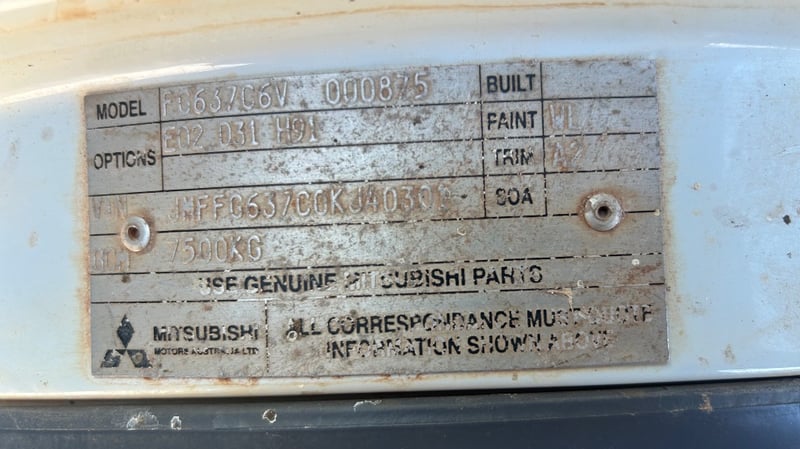 MODEL FG637C6V 000875 BUILT
OPTIONS E02 031 H91 PAINT
TRIM
VIN SOA
7500KG
USE GENUINE MITSUBISHI PARTS
MITSUBISHI
MOTORS AUSTRALIA LTD
ALL CORRESPONDANCE MUST QUOTE
INFORMATION SHOWN ABOVE